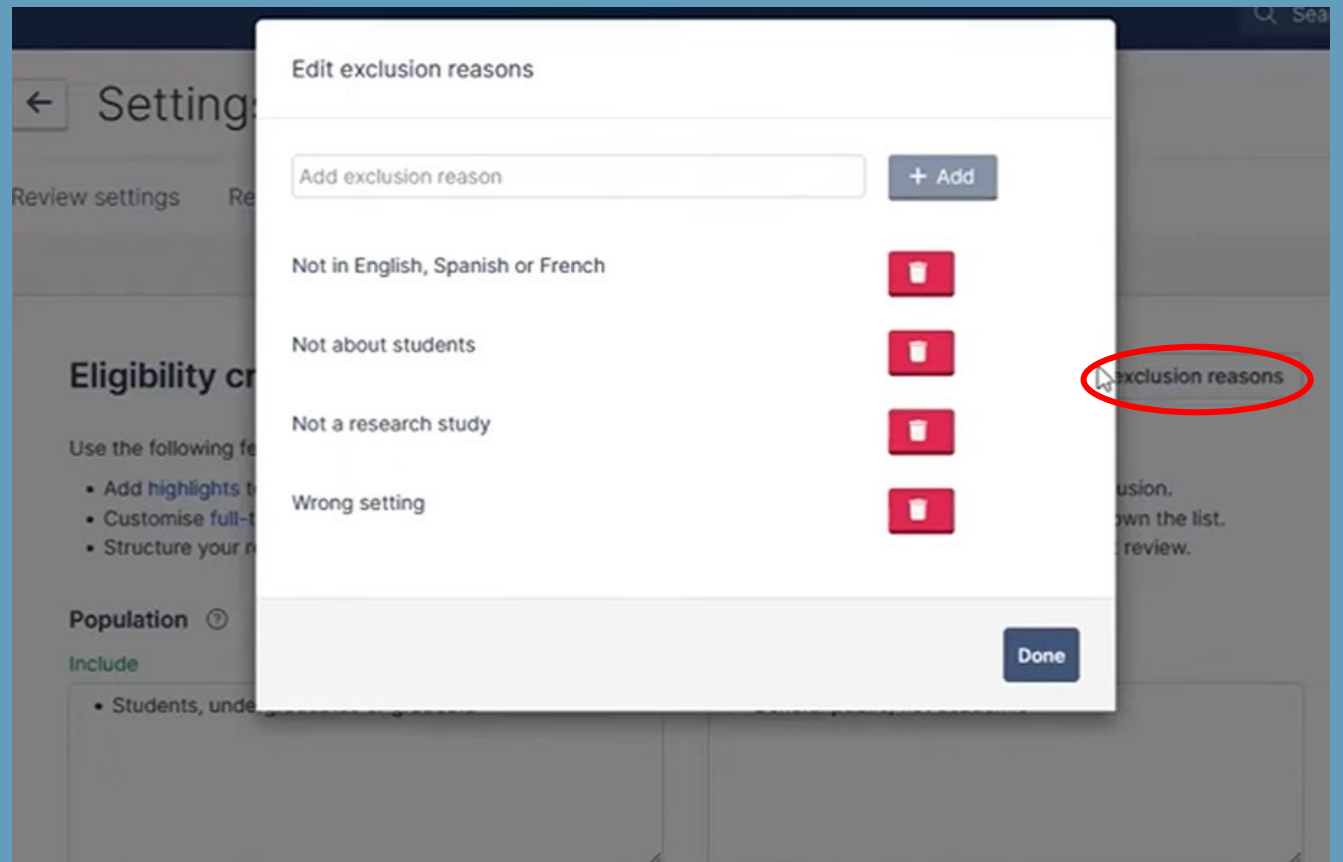 Sea
Edit exclusion reasons
Setting
Add exclusion reason
+ Add
Review settings Re
Not in English, Spanish or French
Not about students
Eligibility cr
exclusion reasons
Not a research study
Use the following fe
• Add highlights t
usion.
Wrong setting
• Customise full-t
own the list.
• Structure your r
review.
Population
Include
Done
• Students, unde